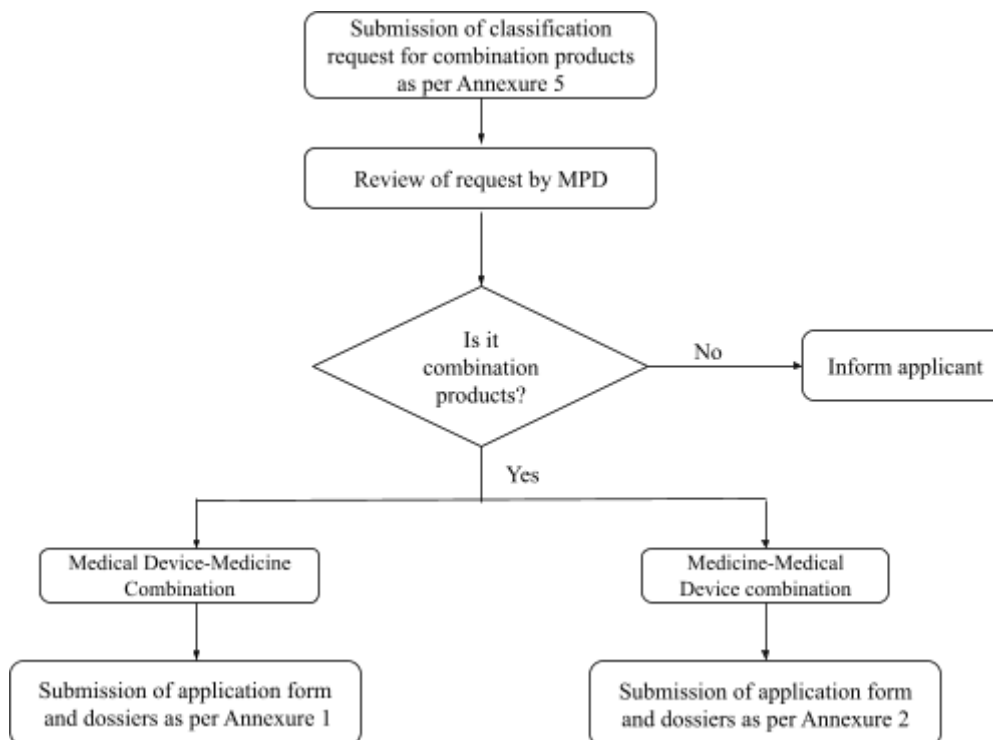 Submission of classification
request for combination products
as per Annexure 5
Review of request by MPD
Is it
combination
products?
No
Inform applicant
Yes
Medical Device-Medicine
Combination
Medicine-Medical
Device combination
Submission of application form
and dossiers as per Annexure 1
Submission of application form
and dossiers as per Annexure 2